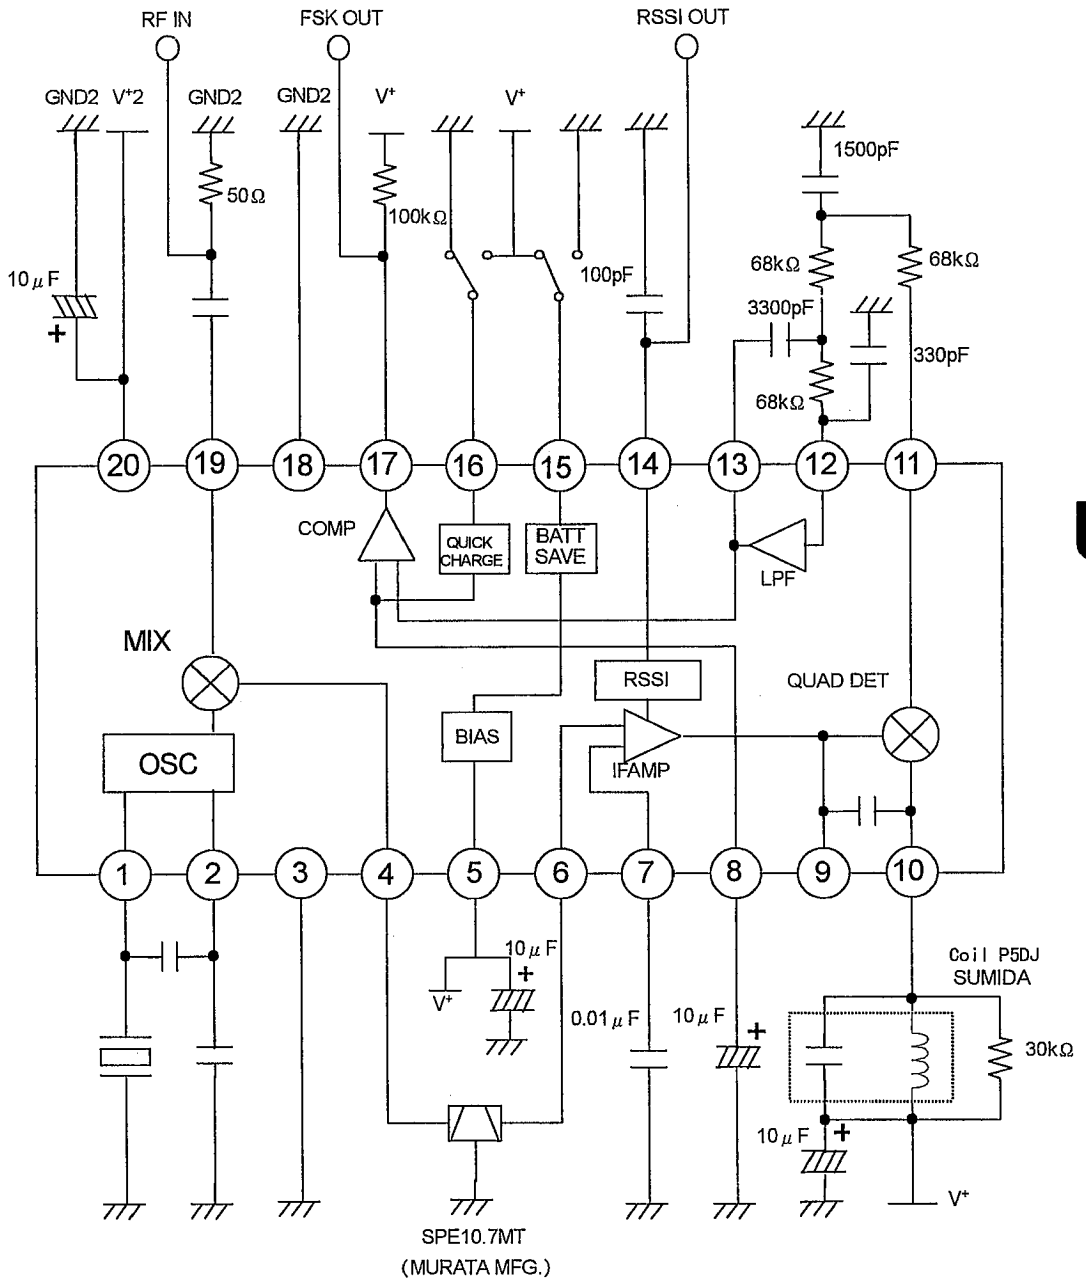 RF IN
FSK OUT
RSSI OUT
GND2
V+2
GND2
GND2
V+
V+
1500pF
50Ω
100kΩ
68kΩ
68kΩ
10μF
+
100pF
3300pF
330pF
68kΩ
20
19
18
17
16
15
14
13
12
11
COMP
QUICK
CHARGE
BATT
SAVE
LPF
MIX
RSSI
QUAD DET
OSC
BIAS
IFAMP
1
2
3
4
5
6
7
8
9
10
10μF
+
V+
0.01μF
10μF
+
Coil P5DJ
SUMIDA
30kΩ
10μF
+
V+
SPE10.7MT
(MURATA MFG.)